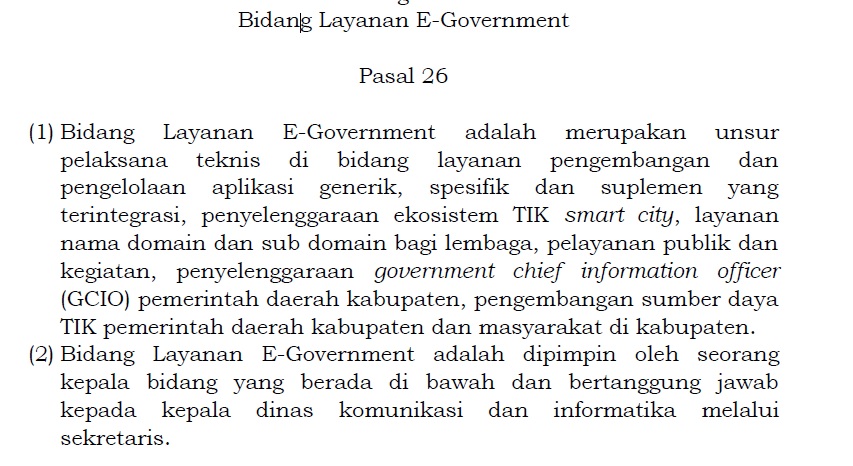 Bidang Layanan E-Government
Pasal 26
(1) Bidang Layanan E-Government adalah merupakan unsur
pelaksana teknis di bidang layanan pengembangan dan
pengelolaan aplikasi generik, spesifik dan suplemen yang
terintegrasi, penyelenggaraan ekosistem TIK smart city, layanan
nama domain dan sub domain bagi lembaga, pelayanan publik dan
kegiatan, penyelenggaraan government chief information officer
(GCIO) pemerintah daerah kabupaten, pengembangan sumber daya
TIK pemerintah daerah kabupaten dan masyarakat di kabupaten.
(2) Bidang Layanan E-Government adalah dipimpin oleh seorang
kepala bidang yang berada di bawah dan bertanggung jawab
kepada kepala dinas komunikasi dan informatika melalui
sekretaris.